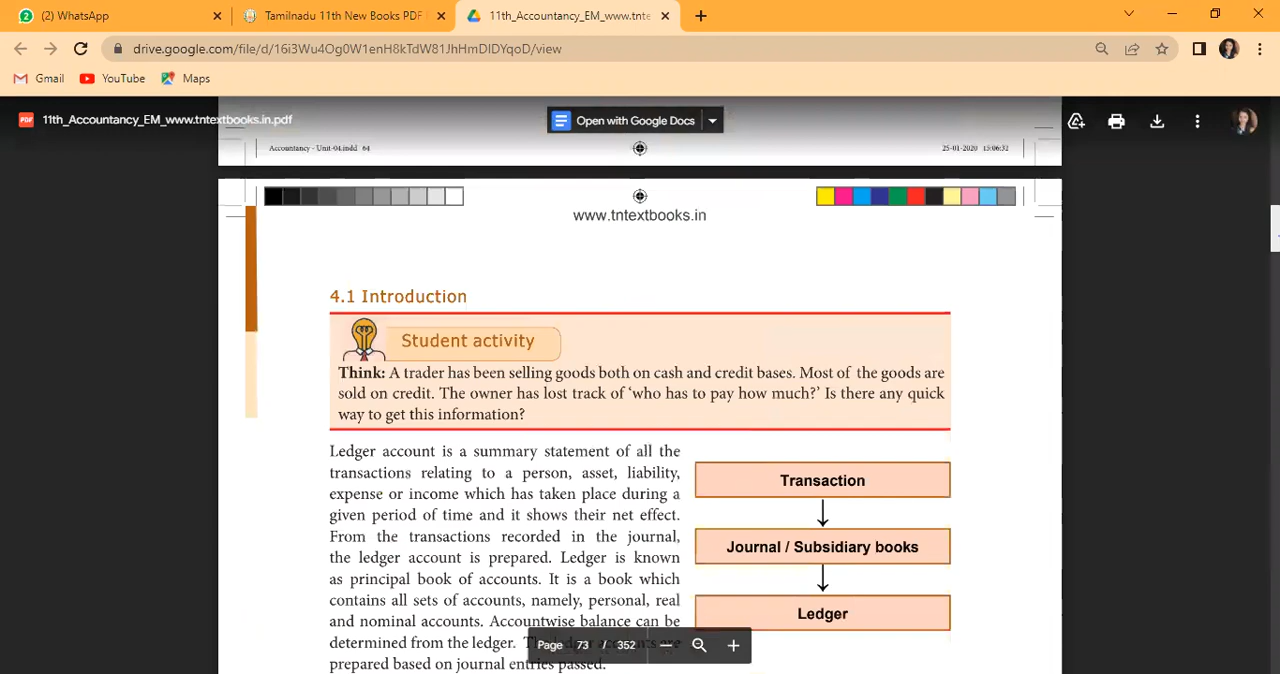 (2) WhatsApp
Tamilnadu 11th New Books PDF
11th_Accountancy_EM_www.tnte
drive.google.com/file/d/16i3Wu4Og0W1enH8kTdW81JhHmDIDYqoD/view
Gmail YouTube Maps
11th_Accountancy_EM_www.tntextbooks.in.pdf
Open with Google Docs
Accountancy - Unit-04.indd 64
25-01-2020 15:06:32
www.tntextbooks.in
4.1 Introduction
Student activity
Think: A trader has been selling goods both on cash and credit bases. Most of the goods are
sold on credit. The owner has lost track of ‘who has to pay how much?’ Is there any quick
way to get this information?
Ledger account is a summary statement of all the
transactions relating to a person, asset, liability,
expense or income which has taken place during a
given period of time and it shows their net effect.
From the transactions recorded in the journal,
the ledger account is prepared. Ledger is known
as principal book of accounts. It is a book which
contains all sets of accounts, namely, personal, real
and nominal accounts. Accountwise balance can be
determined from the ledger. The ledger accounts are
prepared based on journal entries passed.
Transaction
Journal / Subsidiary books
Ledger
Page 73 / 352